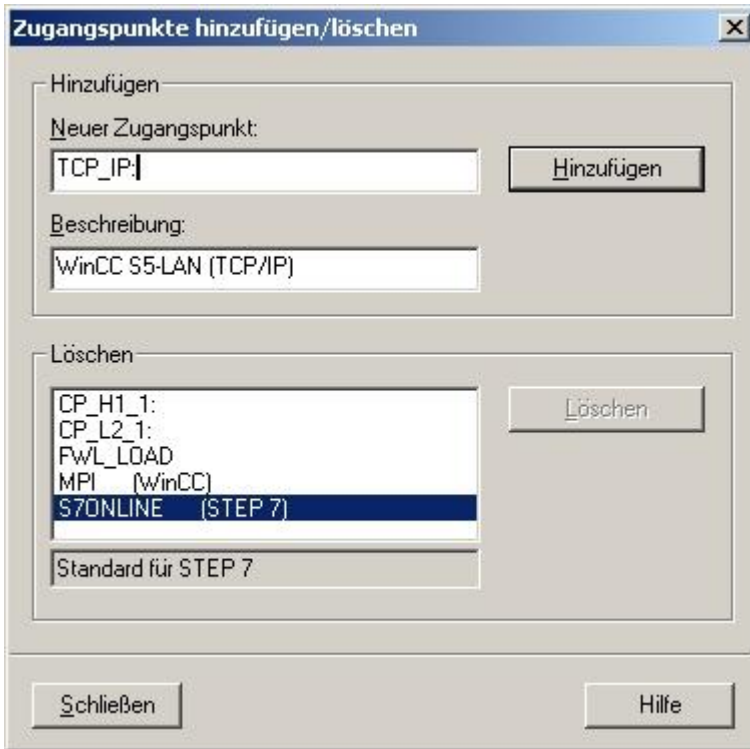 Zugangspunkte hinzufügen/löschen
Hinzufügen
Neuer Zugangspunkt:
TCP_IP:
Hinzufügen
Beschreibung:
WinCC S5-LAN (TCP/IP)
Löschen
CP_H1_1:
Löschen
CP_L2_1:
FWL_LOAD
MPI (WinCC)
S7ONLINE (STEP 7)
Standard für STEP 7
Schließen
Hilfe